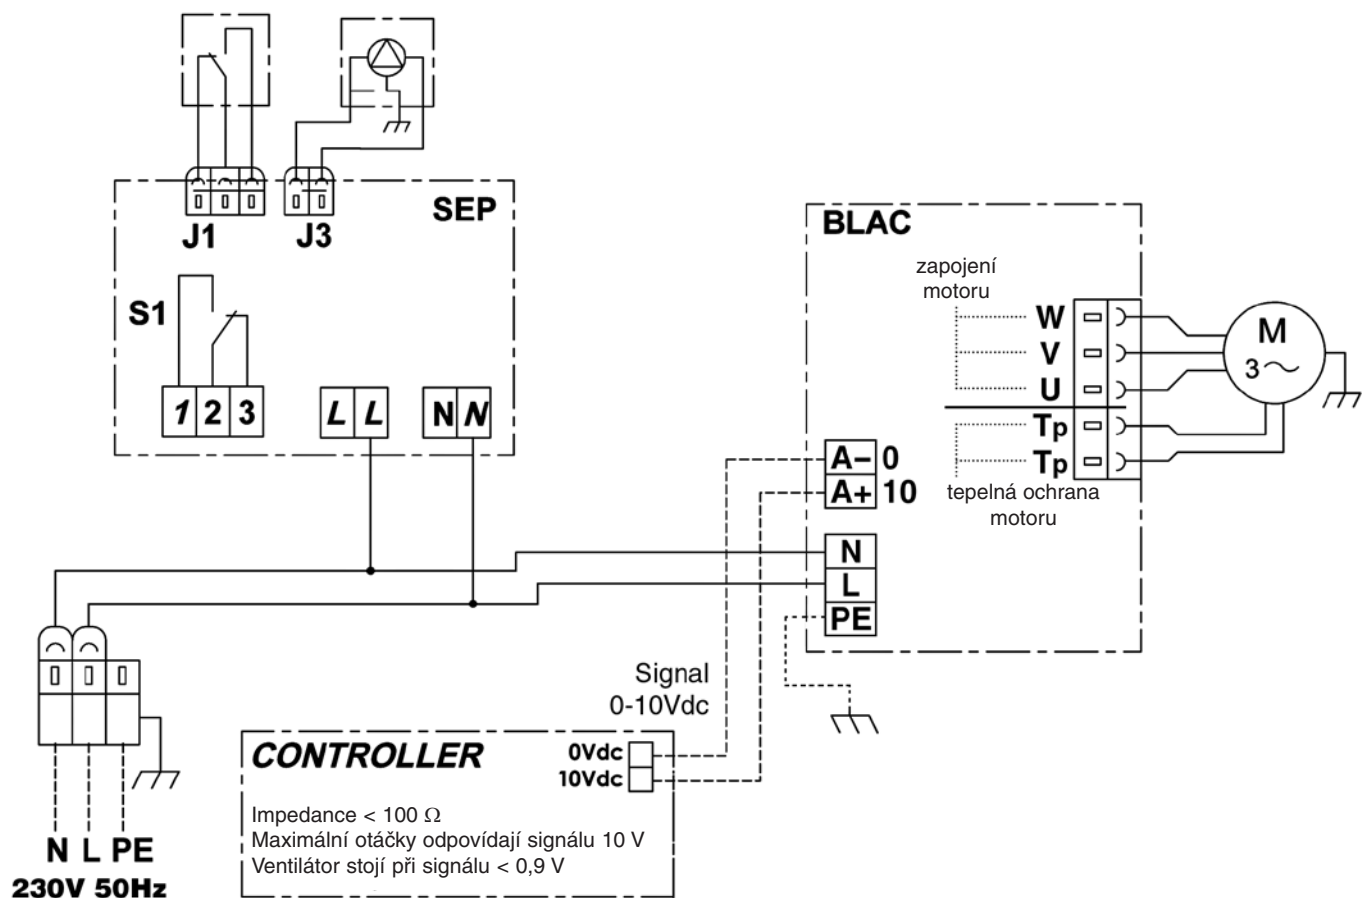 SEP
J1 J3
S1
1 2 3
L L
N N
BLAC
zapojení
motoru
W
V
U
Tp
Tp
tepelná ochrana
motoru
M
3~
A− 0
A+ 10
N
L
PE
Signal
0-10Vdc
CONTROLLER
0Vdc
10Vdc
Impedance < 100 Ω
Maximální otáčky odpovídají signálu 10 V
Ventilátor stojí při signálu < 0,9 V
N L PE
230V 50Hz